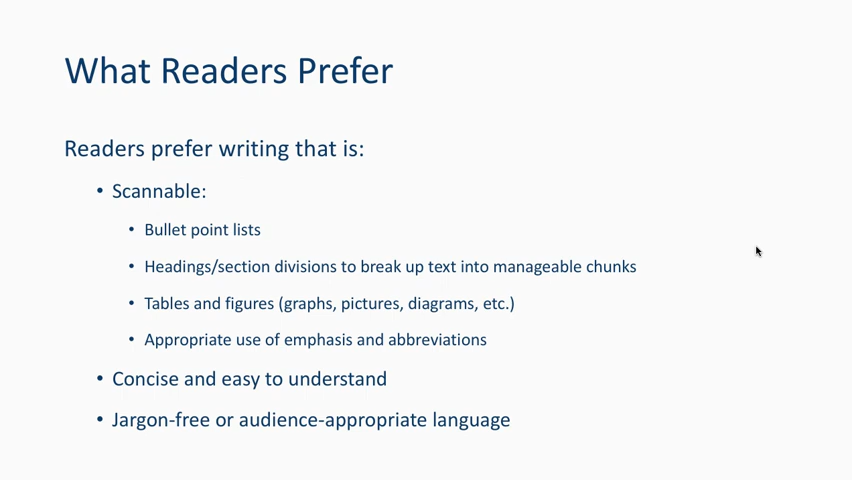 What Readers Prefer
Readers prefer writing that is:
• Scannable:
• Bullet point lists
• Headings/section divisions to break up text into manageable chunks
• Tables and figures (graphs, pictures, diagrams, etc.)
• Appropriate use of emphasis and abbreviations
• Concise and easy to understand
• Jargon-free or audience-appropriate language